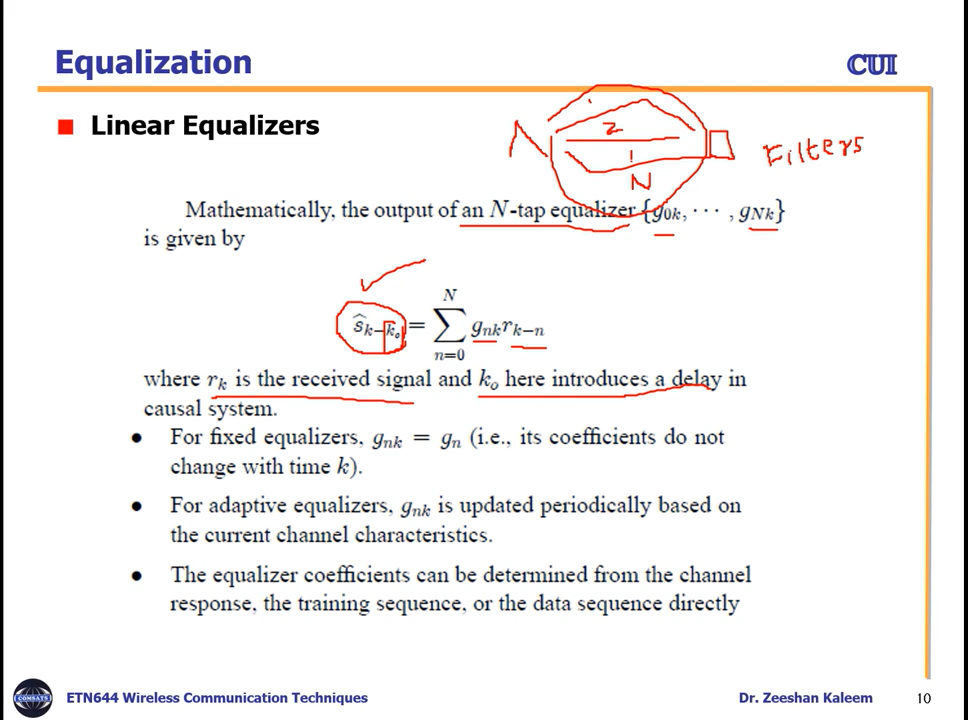 Equalization
CUI
Linear Equalizers
2
1
N
N
Filters
Mathematically, the output of an N-tap equalizer {g0k, ⋯ , gNk}
is given by
ŝk−ko = ∑ n=0 N gnk rk−n
where rk is the received signal and ko here introduces a delay in
causal system.
• For fixed equalizers, gnk = gn (i.e., its coefficients do not
change with time k).
• For adaptive equalizers, gnk is updated periodically based on
the current channel characteristics.
• The equalizer coefficients can be determined from the channel
response, the training sequence, or the data sequence directly
COMSATS
ETN644 Wireless Communication Techniques
Dr. Zeeshan Kaleem
10